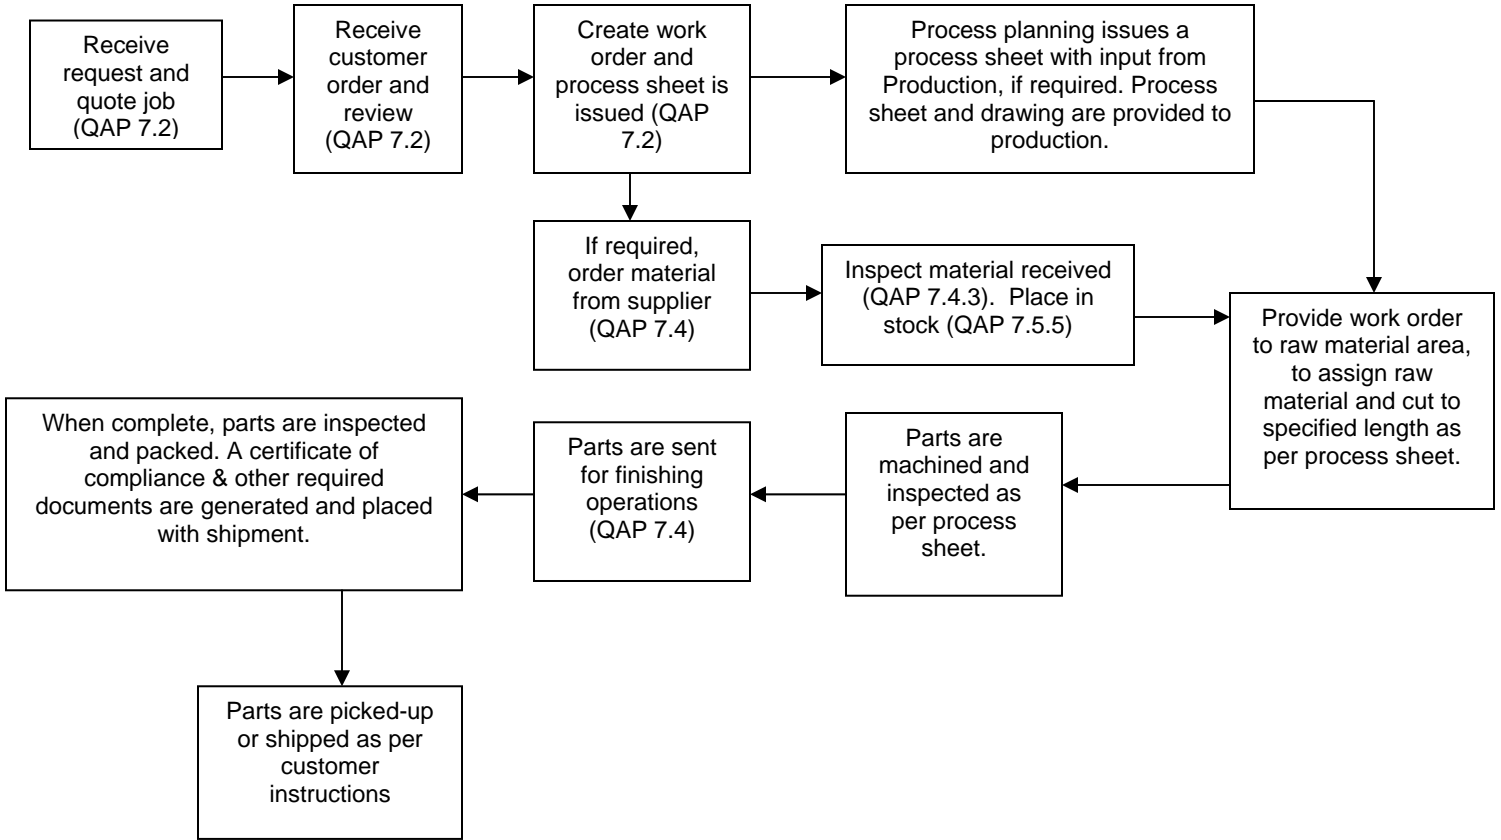 Receive
request and
quote job
(QAP 7.2)
Receive
customer
order and
review
(QAP 7.2)
Create work
order and
process sheet is
issued (QAP
7.2)
Process planning issues a
process sheet with input from
Production, if required. Process
sheet and drawing are provided to
production.
If required,
order material
from supplier
(QAP 7.4)
Inspect material received
(QAP 7.4.3).  Place in
stock (QAP 7.5.5)
Provide work order
to raw material area,
to assign raw
material and cut to
specified length as
per process sheet.
Parts are
machined and
inspected as
per process
sheet.
Parts are sent
for finishing
operations
(QAP 7.4)
When complete, parts are inspected
and packed. A certificate of
compliance & other required
documents are generated and placed
with shipment.
Parts are picked-up
or shipped as per
customer
instructions